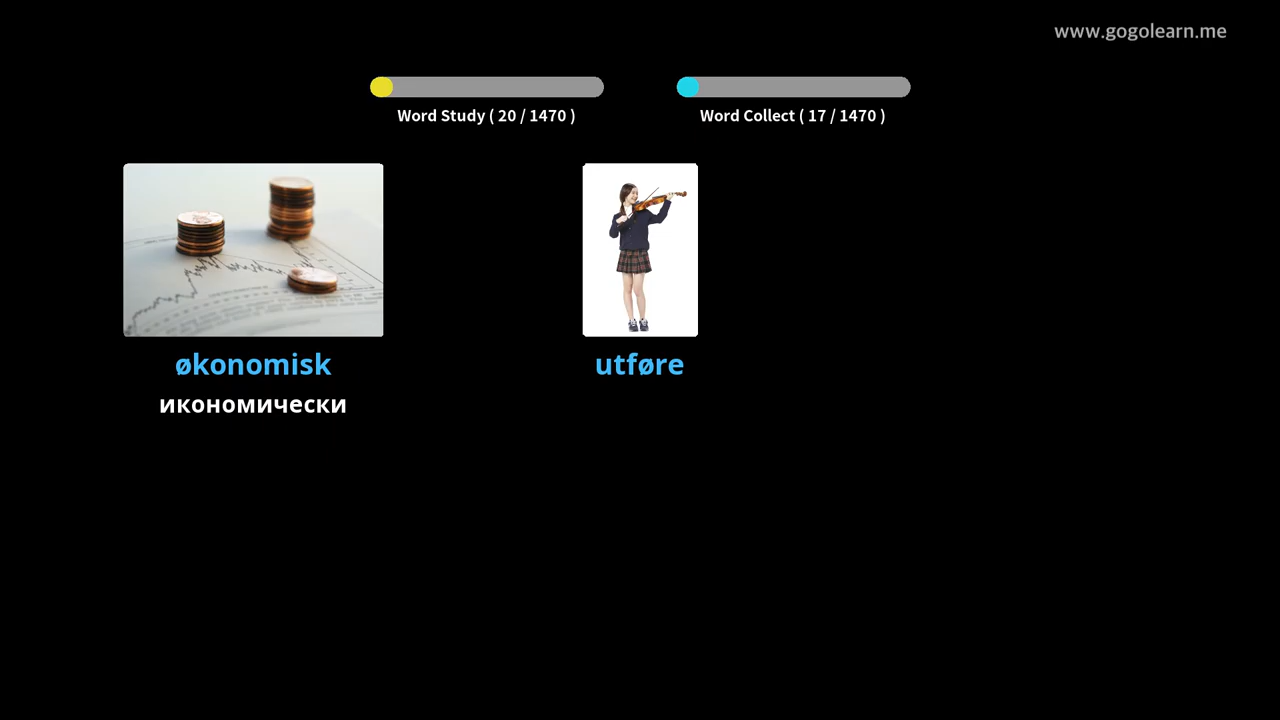 www.gogolearn.me
Word Study ( 20 / 1470 )
Word Collect ( 17 / 1470 )
økonomisk
икономически
utføre